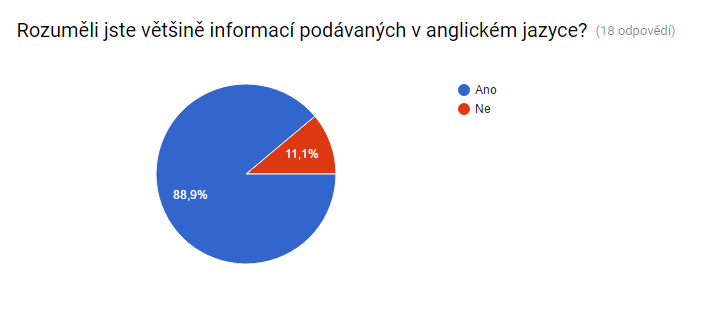 Rozuměli jste většině informací podávaných v anglickém jazyce? (18 odpovědí)
Ano
Ne
11,1%
88,9%